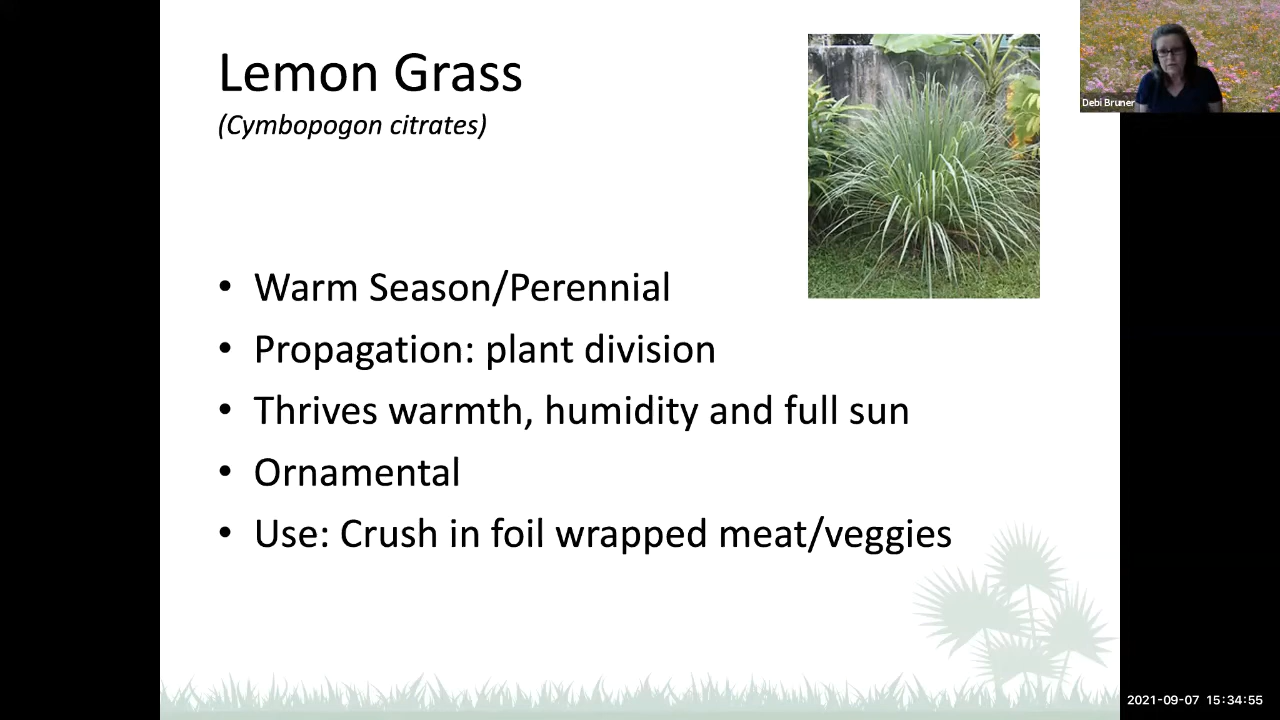 Lemon Grass
(Cymbopogon citrates)
Debi Bruner
• Warm Season/Perennial
• Propagation: plant division
• Thrives warmth, humidity and full sun
• Ornamental
• Use: Crush in foil wrapped meat/veggies
2021-09-07 15:34:55